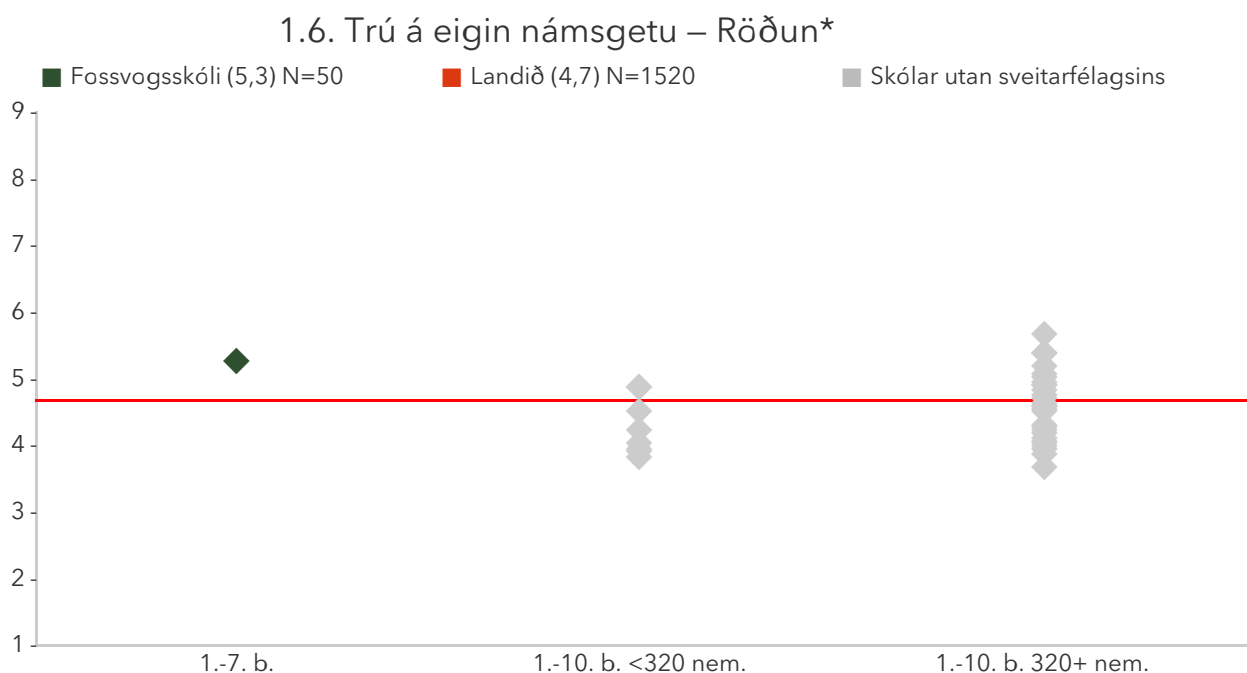 1.6. Trú á eigin námsgetu – Röðun*
Fossvogsskóli (5,3) N=50
Landið (4,7) N=1520
Skólar utan sveitarfélagsins
9
8
7
6
5
4
3
2
1
1.-7. b.
1.-10. b. <320 nem.
1.-10. b. 320+ nem.